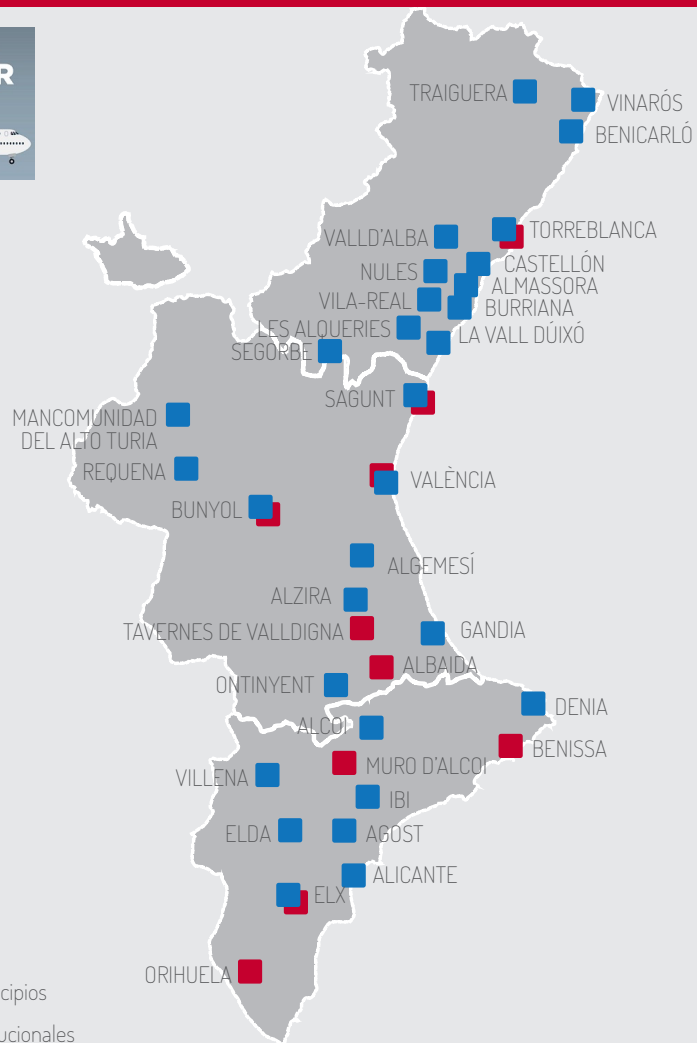 TRAIGUERA
VINARÓS
BENICARLÓ
VALLD'ALBA
TORREBLANCA
NULES
CASTELLÓN
ALMASSORA
VILA-REAL
BURRIANA
LES ALQUERIES
LA VALL DÚIXÓ
SEGORBE
SAGUNT
MANCOMUNIDAD
DEL ALTO TURIA
REQUENA
VALÈNCIA
BUNYOL
ALGEMESÍ
ALZIRA
TAVERNES DE VALLDIGNA
GANDIA
ALBAIDA
ONTINYENT
DENIA
ALCOI
BENISSA
MURO D'ALCOI
VILLENA
IBI
ELDA
AGOST
ALICANTE
ELX
ORIHUELA